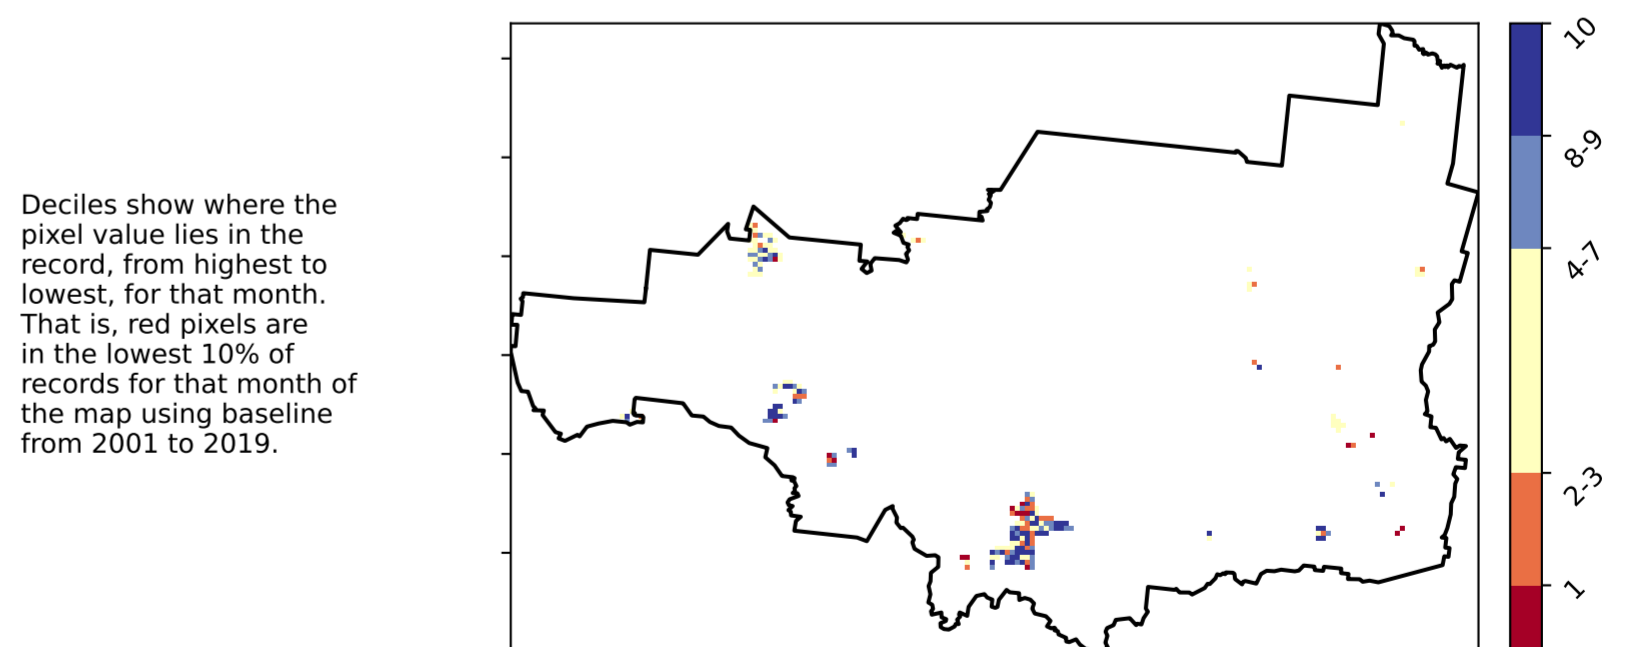 Deciles show where the
pixel value lies in the
record, from highest to
lowest, for that month.
That is, red pixels are
in the lowest 10% of
records for that month of
the map using baseline
from 2001 to 2019.
10
8-9
4-7
2-3
1